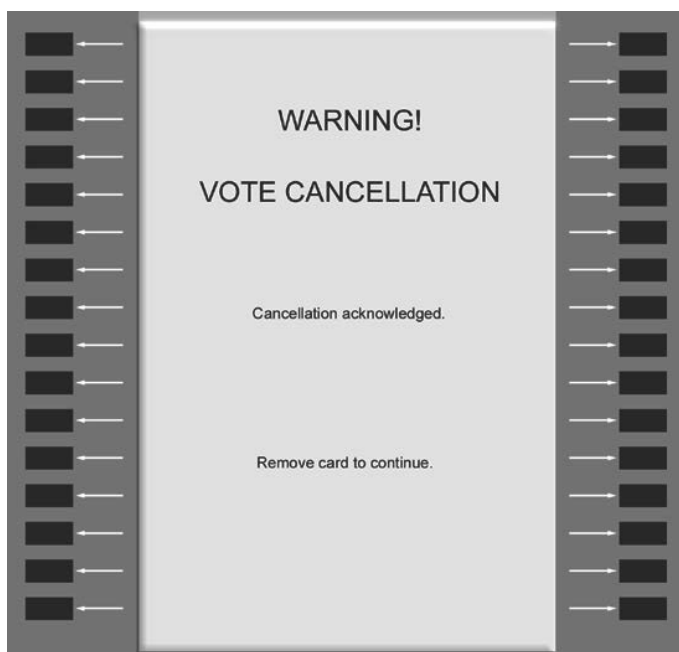 WARNING!
VOTE CANCELLATION
Cancellation acknowledged.
Remove card to continue.